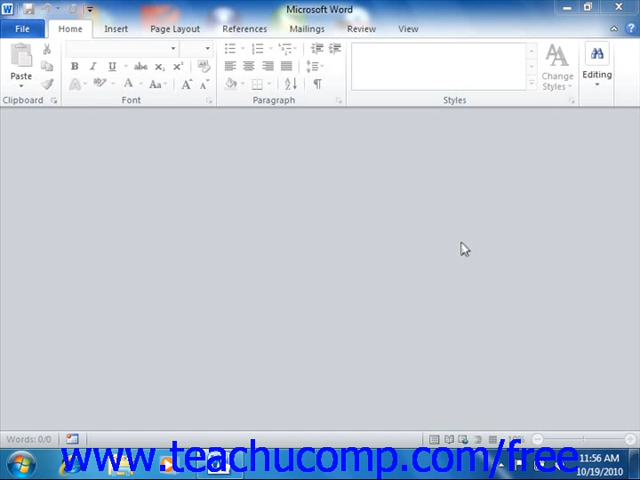 Microsoft Word
File Home Insert Page Layout References Mailings Review View
Paste
Change Styles
Editing
Clipboard Font Paragraph Styles
Words: 0/0
www.teachucomp.com/free
11:56 AM
10/19/2010